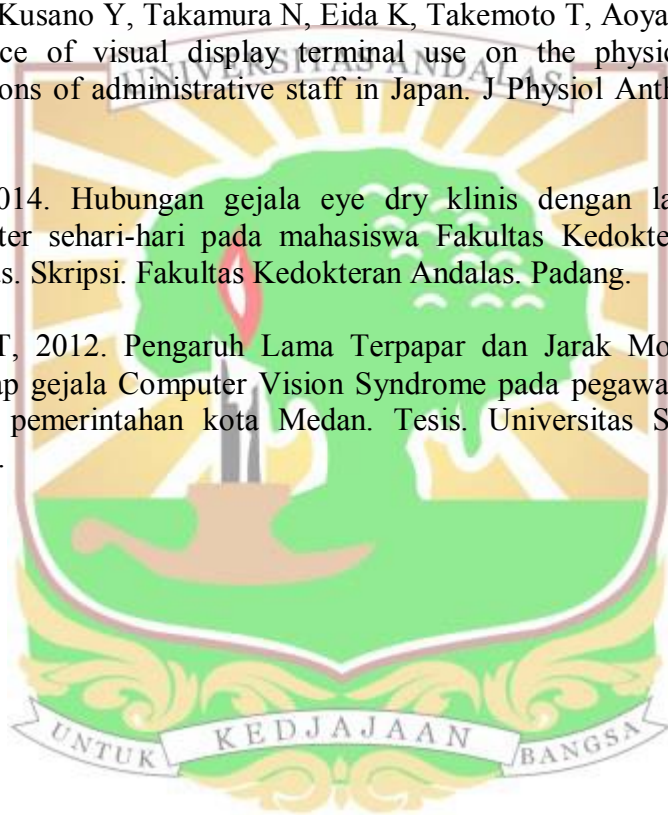 Kusano Y, Takamura N, Eida K, Takemoto T, Aoya
ce of visual display terminal use on the physio
UNIVERSITAS ANDALAS
ons of administrative staff in Japan. J Physiol Anth
014. Hubungan gejala eye dry klinis dengan la
ter sehari-hari pada mahasiswa Fakultas Kedokte
s. Skripsi. Fakultas Kedokteran Andalas. Padang.
T, 2012. Pengaruh Lama Terpapar dan Jarak Mo
ap gejala Computer Vision Syndrome pada pegawa
pemerintahan kota Medan. Tesis. Universitas S
.
UNTUK KEDJAJAAN BANGSA